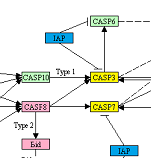 CASP6
IAP
Type 1
CASP10
CASP3
CASP8
CASP7
Type 2
Bid
IAP